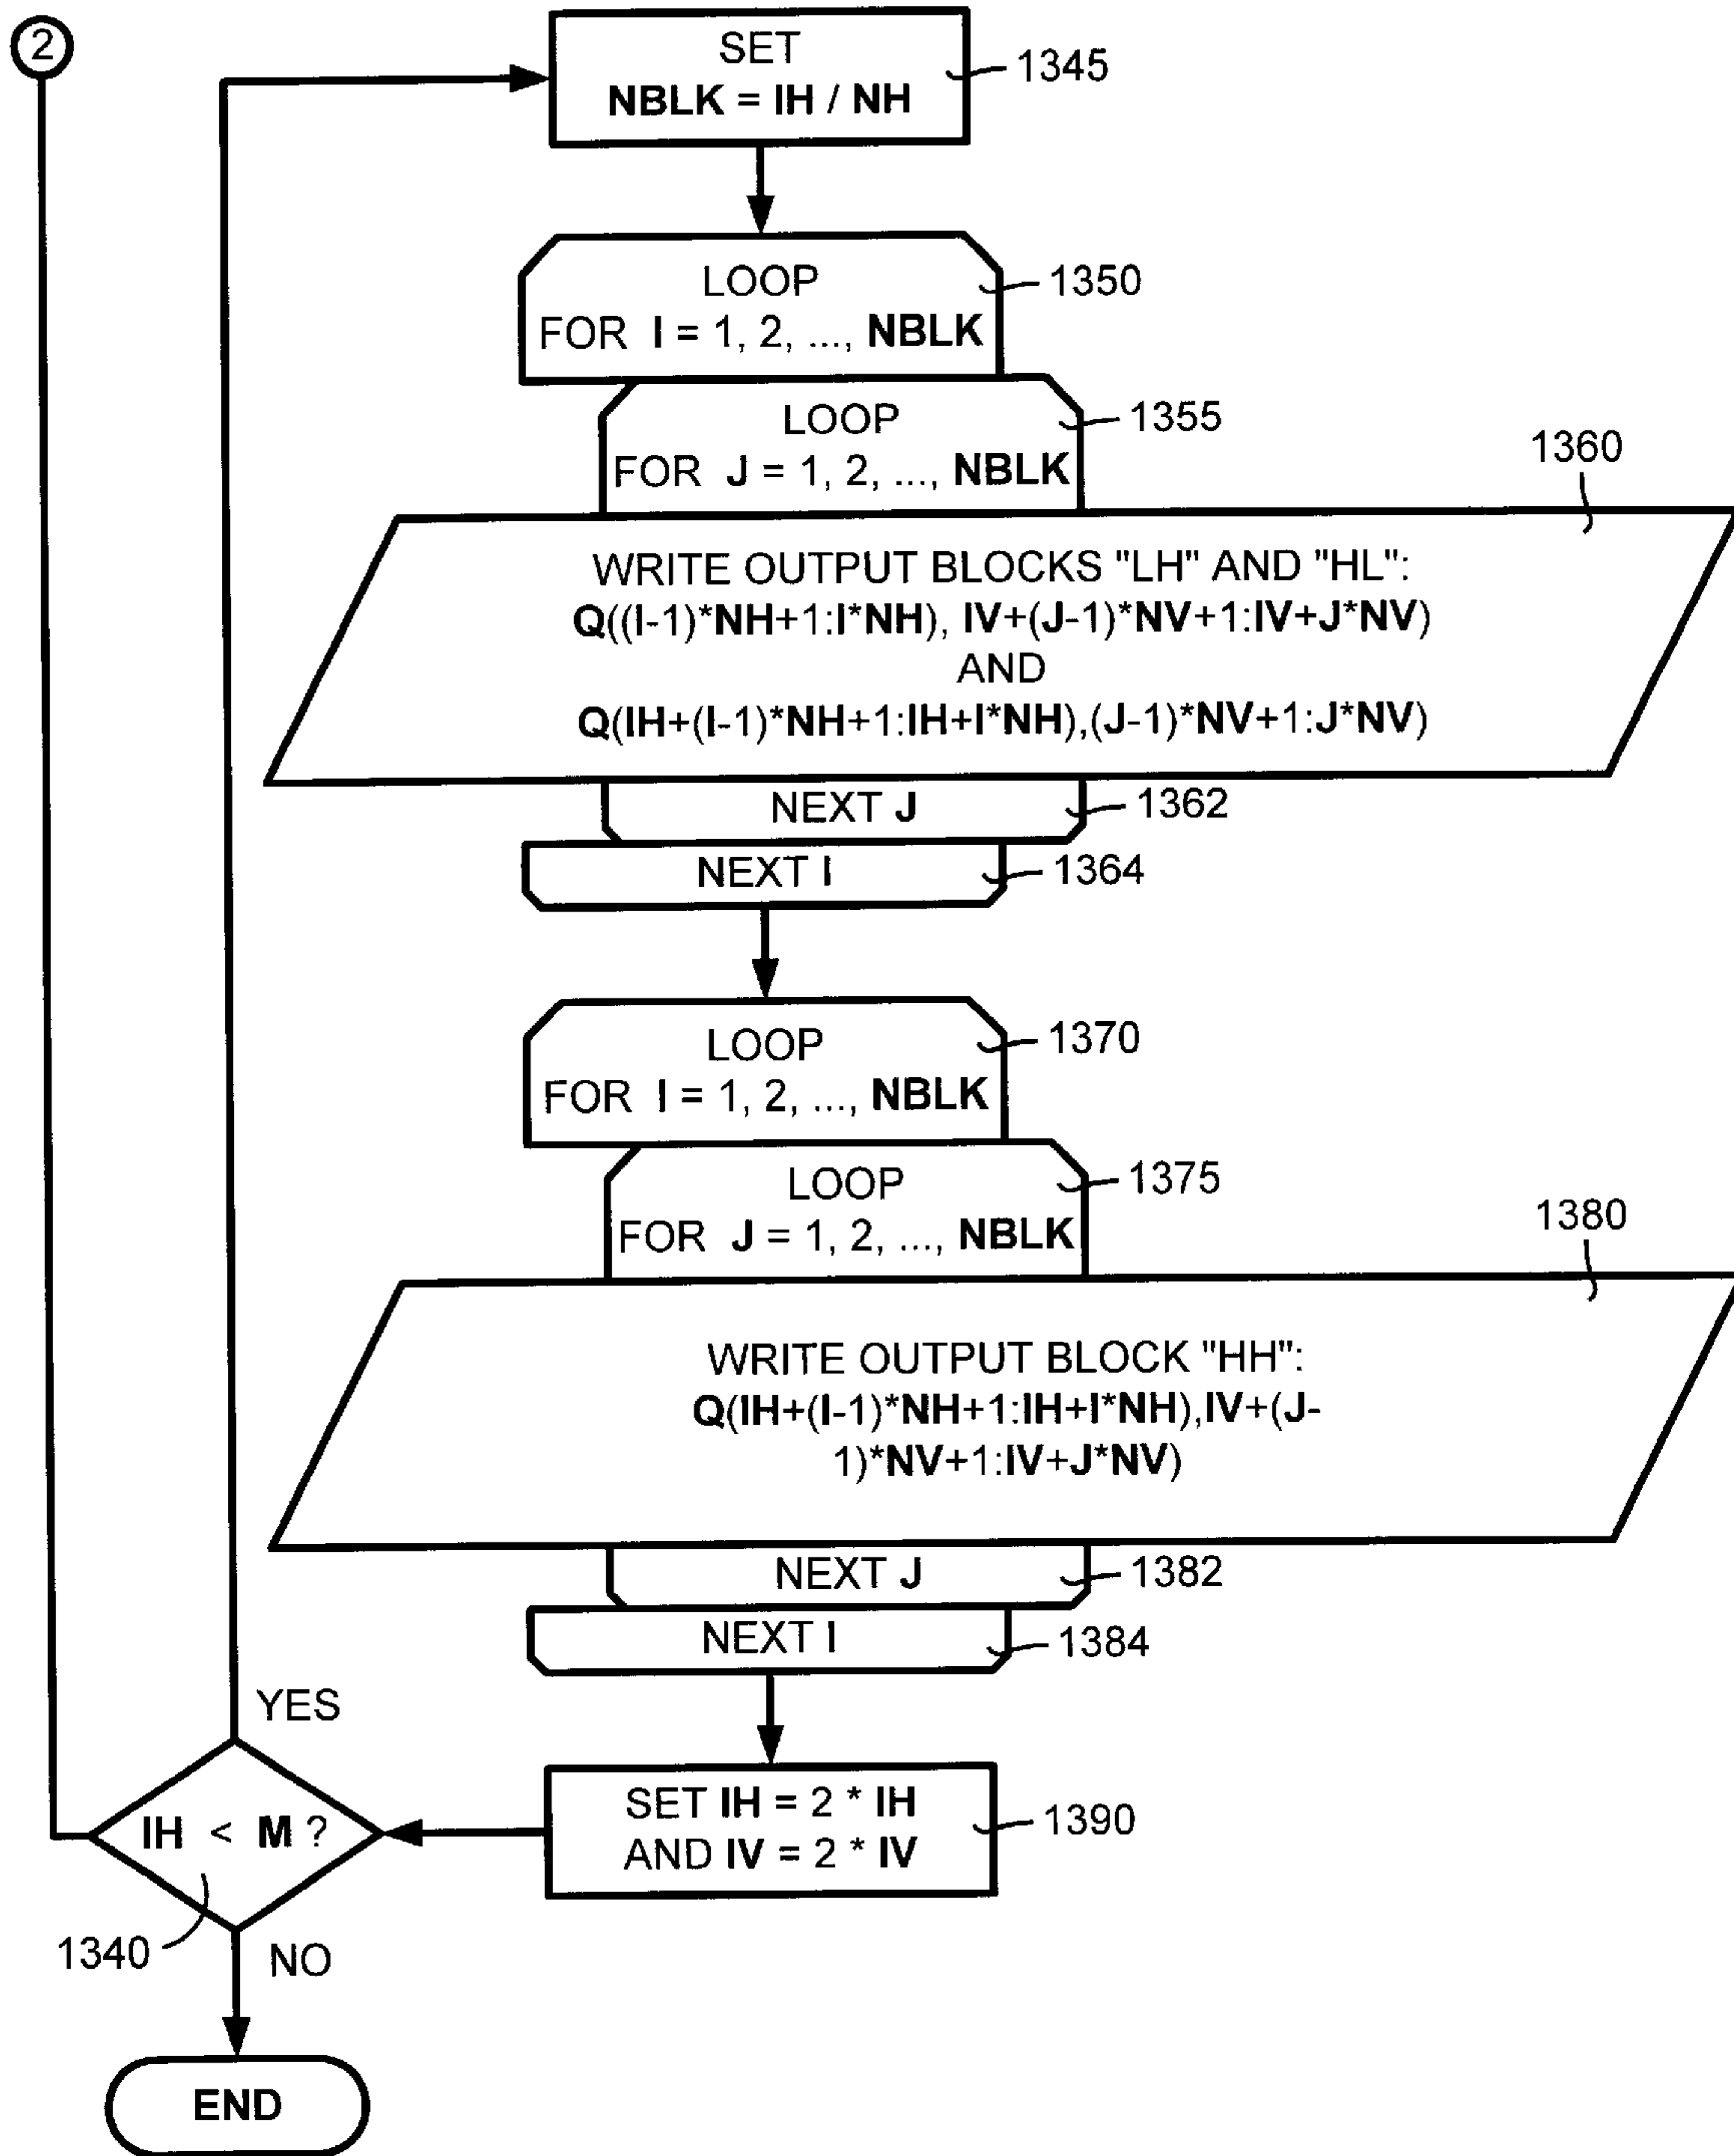 2
SET
NBLK = IH / NH
1345
LOOP
FOR I = 1, 2, ..., NBLK
1350
LOOP
FOR J = 1, 2, ..., NBLK
1355
1360
WRITE OUTPUT BLOCKS "LH" AND "HL":
Q((I-1)*NH+1:I*NH), IV+(J-1)*NV+1:IV+J*NV)
AND
Q(IH+(I-1)*NH+1:IH+I*NH),(J-1)*NV+1:J*NV)
NEXT J
1362
NEXT I
1364
LOOP
FOR I = 1, 2, ..., NBLK
1370
LOOP
FOR J = 1, 2, ..., NBLK
1375
1380
WRITE OUTPUT BLOCK "HH":
Q(IH+(I-1)*NH+1:IH+I*NH),IV+(J-
1)*NV+1:IV+J*NV)
NEXT J
1382
NEXT I
1384
YES
IH < M ?
SET IH = 2 * IH
AND IV = 2 * IV
1390
1340
NO
END